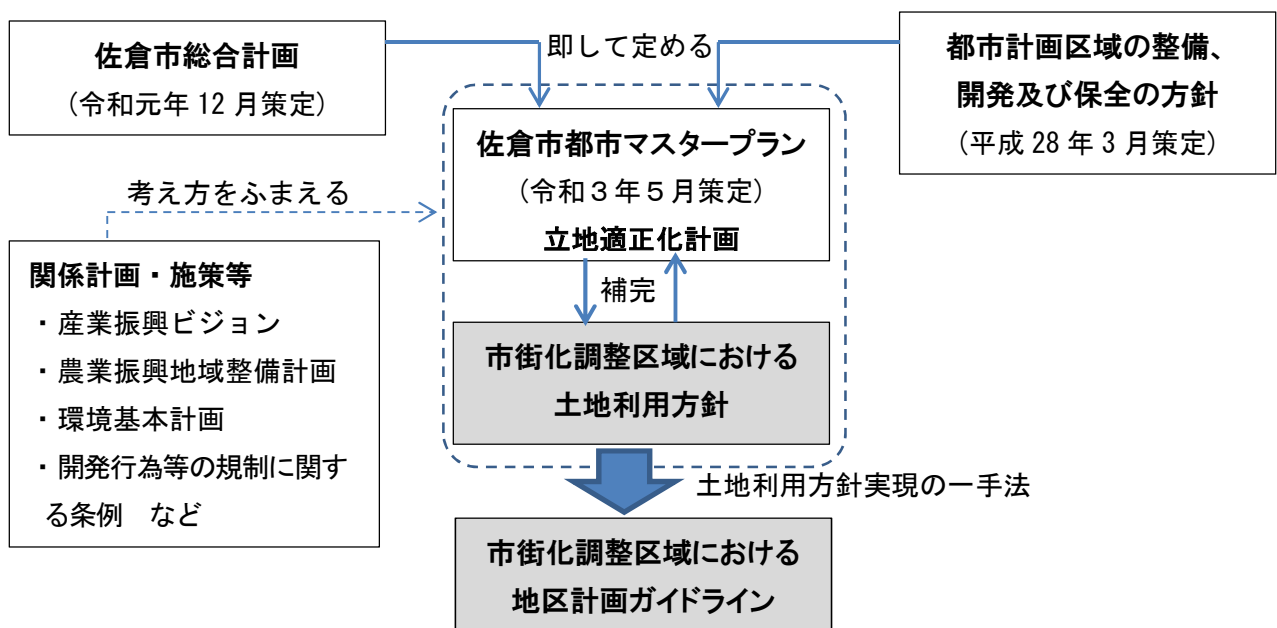 佐倉市総合計画
（令和元年 12 月策定）
即して定める
都市計画区域の整備、
開発及び保全の方針
（平成 28 年 3 月策定）
佐倉市都市マスタープラン
（令和３年５月策定）
立地適正化計画
考え方をふまえる
補完
関係計画・施策等
・産業振興ビジョン
・農業振興地域整備計画
・環境基本計画
・開発行為等の規制に関す
る条例　など
市街化調整区域における
土地利用方針
土地利用方針実現の一手法
市街化調整区域における
地区計画ガイドライン